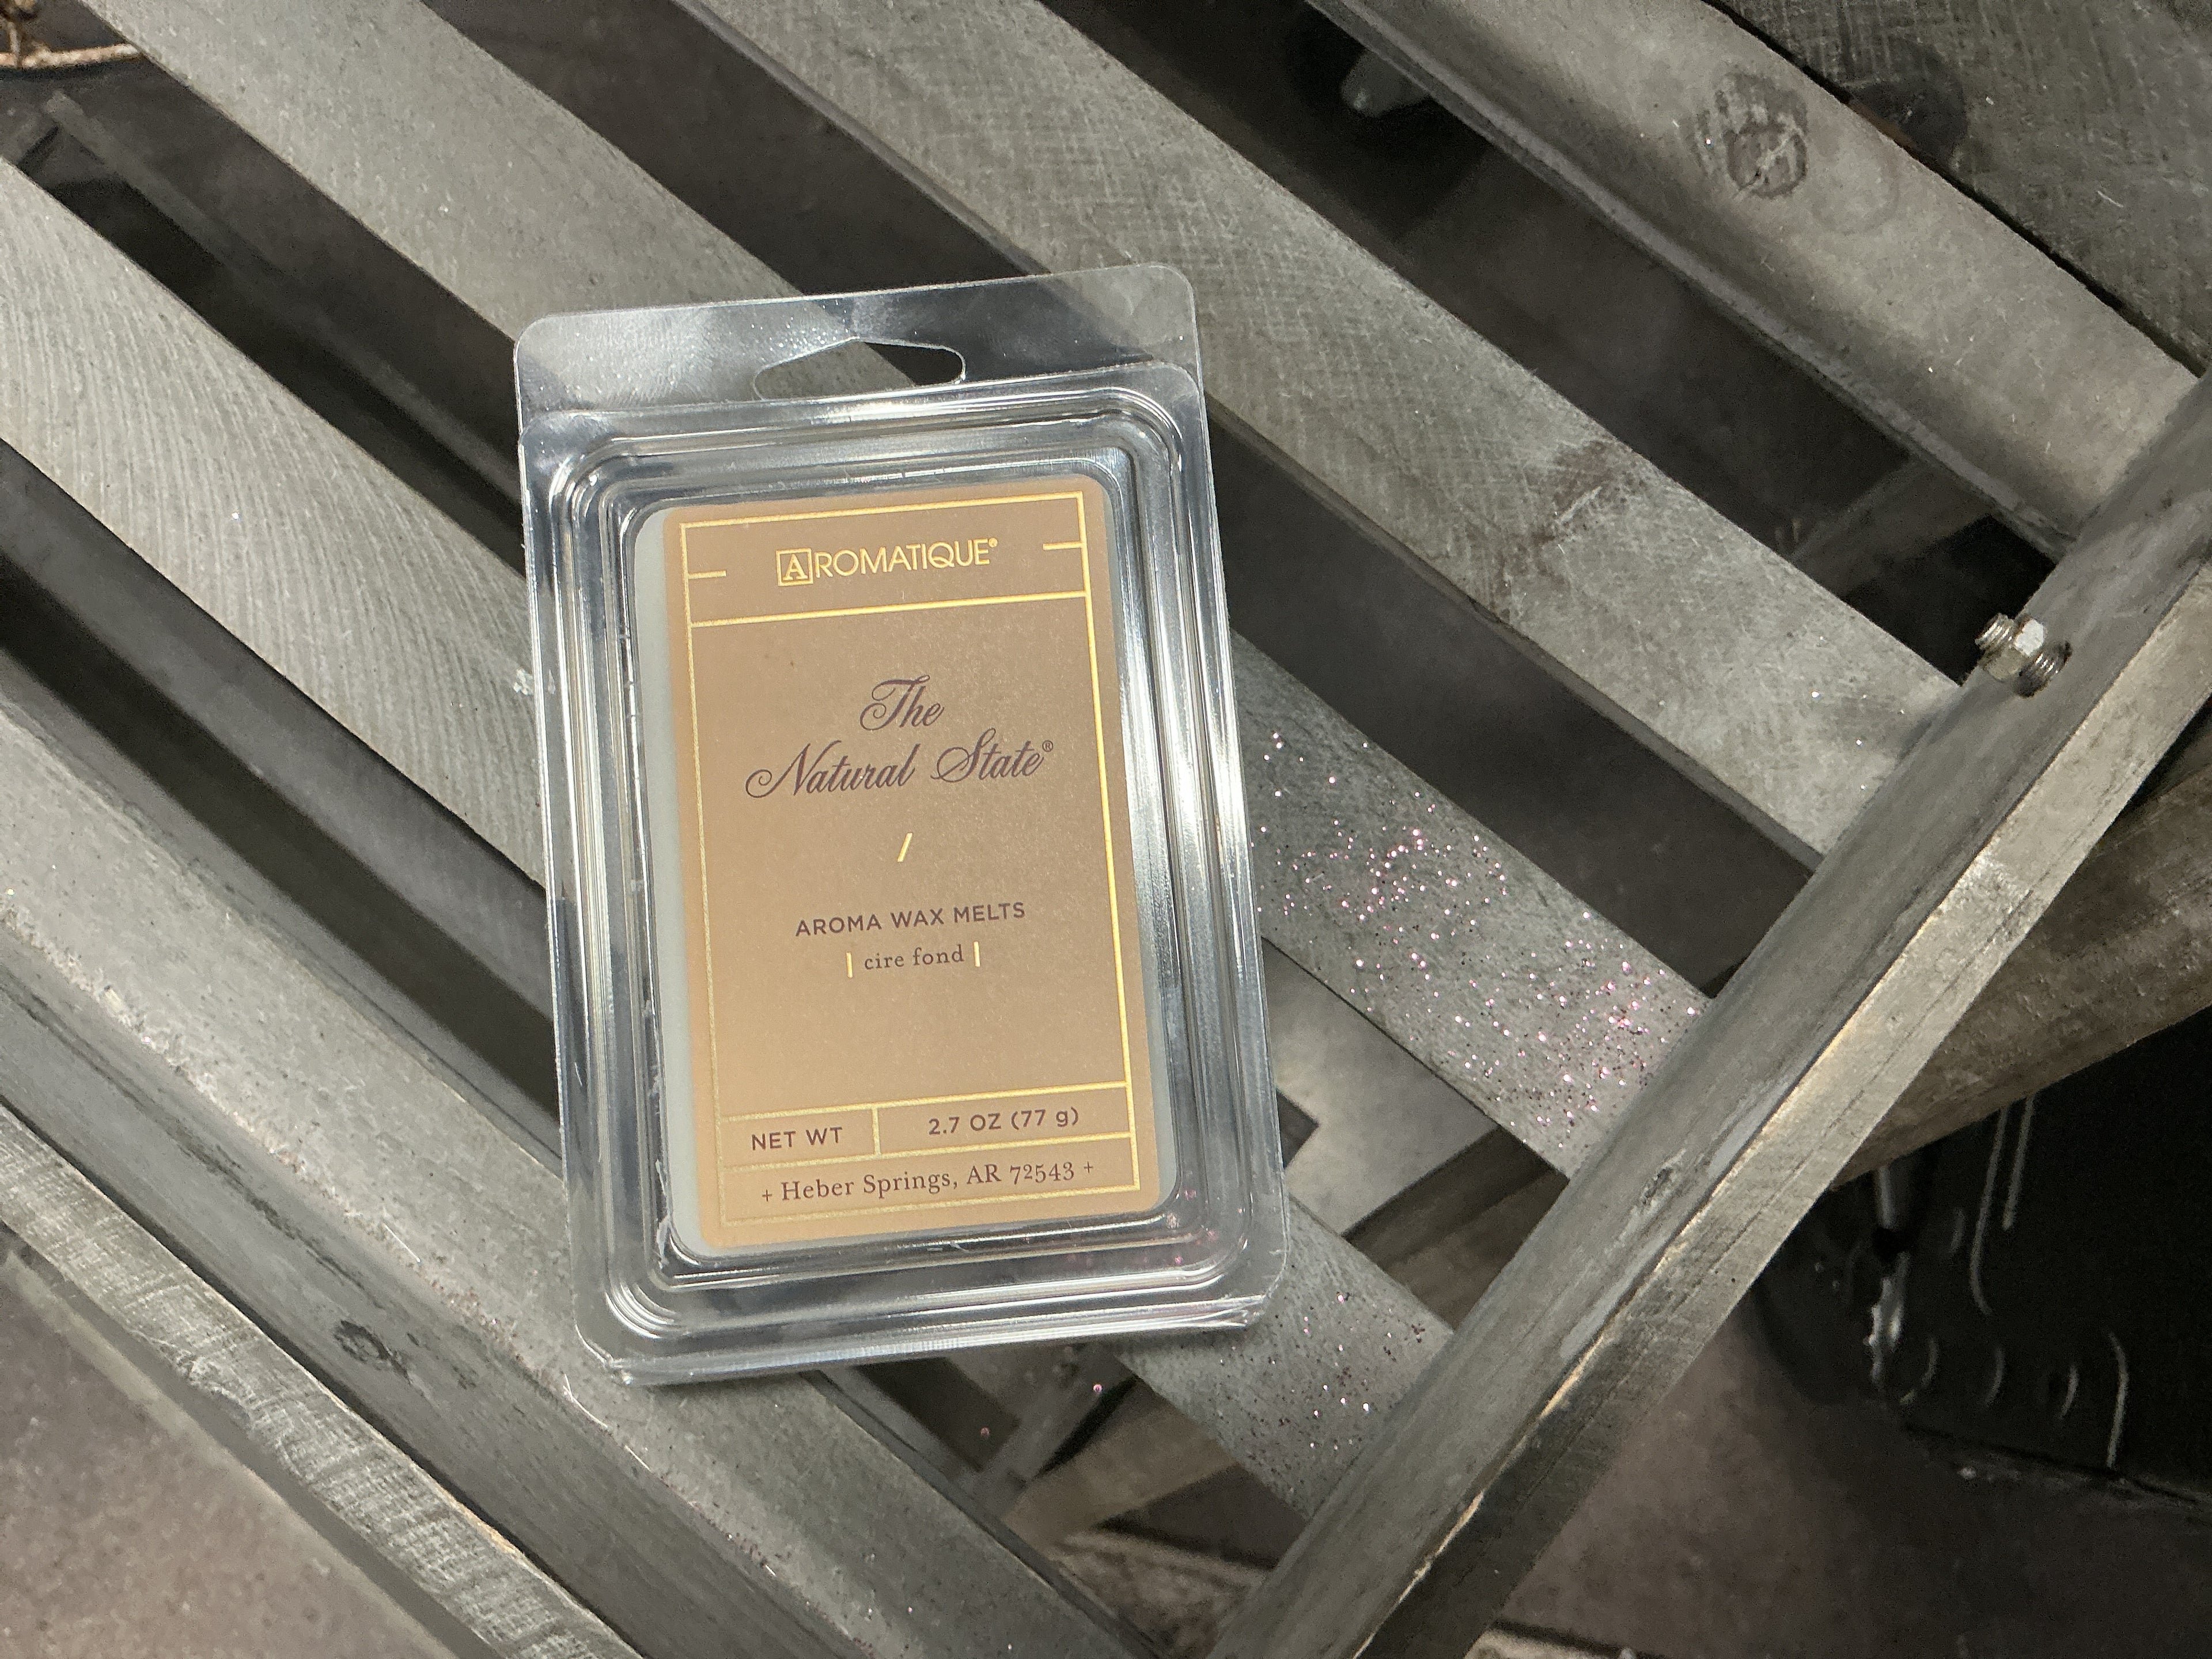 AROMATIQUE®
The
Natural State®
/
AROMA WAX MELTS
| cire fond |
NET WT
2.7 OZ (77 g)
+ Heber Springs, AR 72543 +